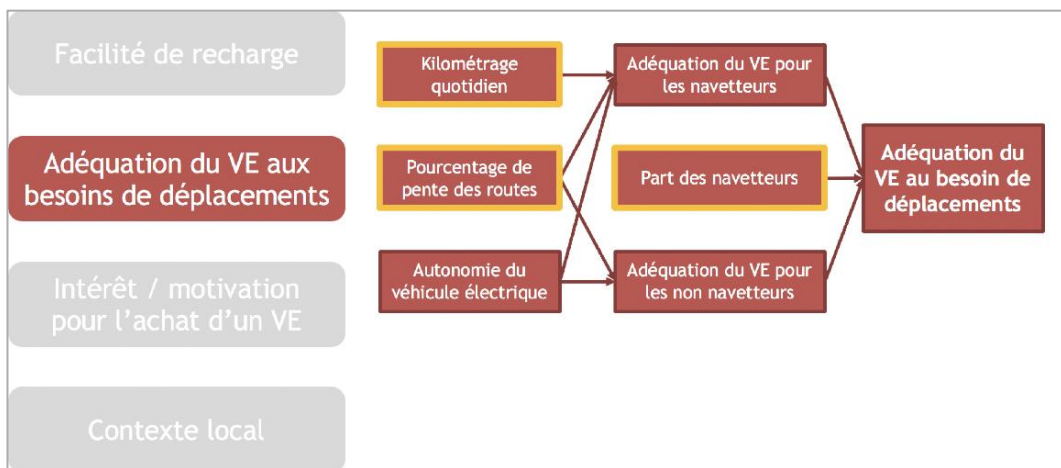 Facilité de recharge
Adéquation du VE aux
besoins de déplacements
Intérêt / motivation
pour l'achat d'un VE
Contexte local
Kilométrage
quotidien
Pourcentage de
pente des routes
Autonomie du
véhicule électrique
Adéquation du VE pour
les navetteurs
Part des navetteurs
Adéquation du VE pour
les non navetteurs
Adéquation du
VE au besoin de
déplacements